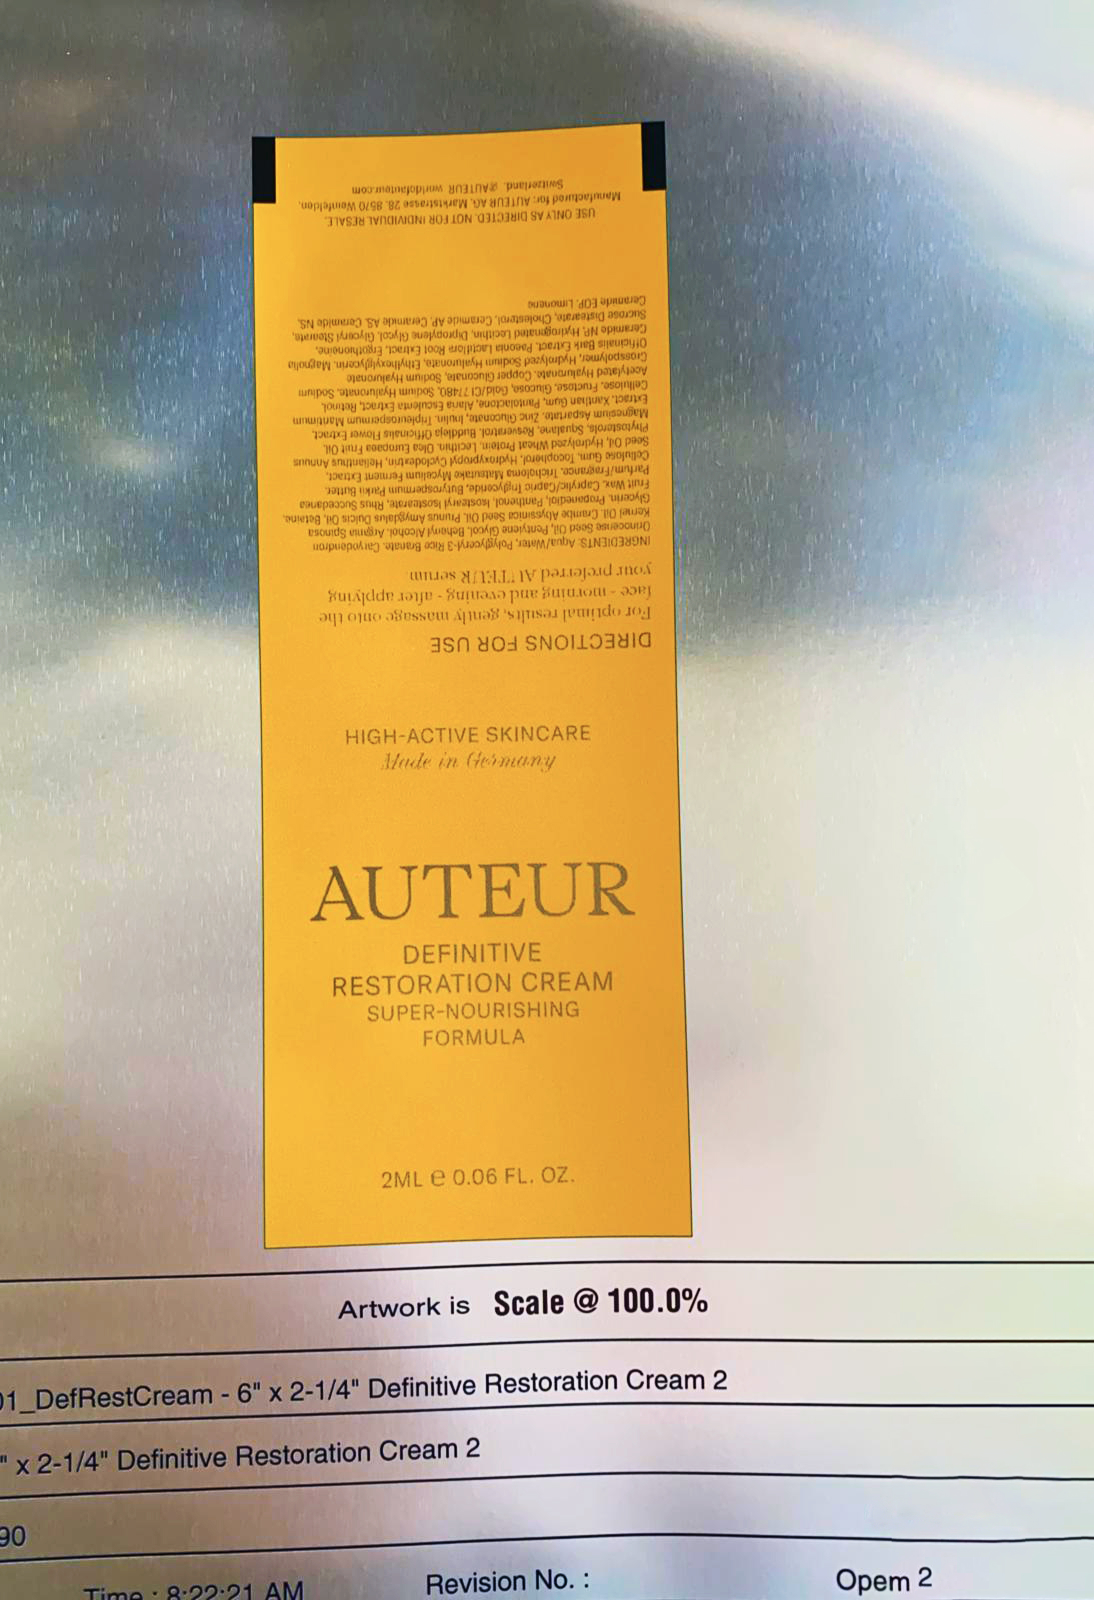 USE ONLY AS DIRECTED. NOT FOR INDIVIDUAL RESALE.
Manufactured for: AUTEUR AG, Marktstrasse 28, 8570 Weinfelden,
Switzerland. @AUTEUR worldofauteur.com
DIRECTIONS FOR USE
For optimal results, gently massage onto the
face - morning and evening - after applying
your preferred AUTEUR serum.
INGREDIENTS. Aqua/Water, Polyglyceryl-3 Rice Branate. Caryodendron
Orinocense Seed Oil, Pentylene Glycol. Behenyl Alcohol. Argania Spinosa
Kernel Oil. Crambe Abyssinica Seed Oil. Prunus Amygdalus Dulcis Oil, Betaine.
Glycerin. Propanediol, Panthenol. Isostearyl Isostearate, Rhus Succedanea
Fruit Wax. Caprylic/Capric Triglyceride, Butyrospermum Parkii Butter.
Parfum/Fragrance. Tricholoma Matsutake Mycelium Ferment Extract,
Cellulose Gum. Tocopherol, Hydroxypropyl Cyclodextrin, Helianthus Annuus
Seed Oil, Hydrolyzed Wheat Protein. Lecithin. Olea Europaea Fruit Oil.
Phytosterols. Squalane. Resveratrol. Buddleja Officinalis Flower Extract,
Magnesium Aspartate. Zinc Gluconate, Inulin. Tripleurospermum Maritimum
Extract. Xanthan Gum, Pantolactone, Alaria Esculenta Extract, Retinol.
Cellulose. Fructose. Glucose, Gold/CI 77480, Sodium Hyaluronate. Sodium
Acetylated Hyaluronate. Copper Gluconate, Sodium Hyaluronate
Crosspolymer, Hydrolyzed Sodium Hyaluronate, Ethylhexylglycerin. Magnolia
Officinalis Bark Extract. Paeonia Lactiflora Root Extract. Ergothioneine.
Ceramide NP. Hydrognated Lecithin, Dipropylene Glycol. Glyceryl Stearate,
Sucrose Distearate, Cholesterol, Ceramide AP, Ceramide AS. Ceramide NS,
Ceramide EOP. Limonene
HIGH-ACTIVE SKINCARE
Made in Germany
AUTEUR
DEFINITIVE
RESTORATION CREAM
SUPER-NOURISHING
FORMULA
2ML ℮ 0.06 FL. OZ.
Artwork is Scale @ 100.0%
01_DefRestCream - 6" x 2-1/4" Definitive Restoration Cream 2
" x 2-1/4" Definitive Restoration Cream 2
90
Time : 8:22:21 AM Revision No. : Opem 2